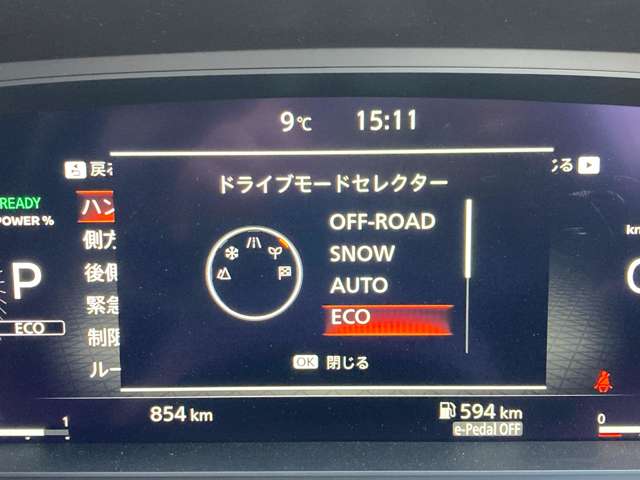 9℃ 15:11
戻
じる
ドライブモードセレクター
READY
POWER %
ハン
OFF-ROAD
km
側方
SNOW
P
後側
AUTO
緊急
ECO
ECO
制限
OK 閉じる
ルー
1
854 km
594 km
0
e-Pedal OFF